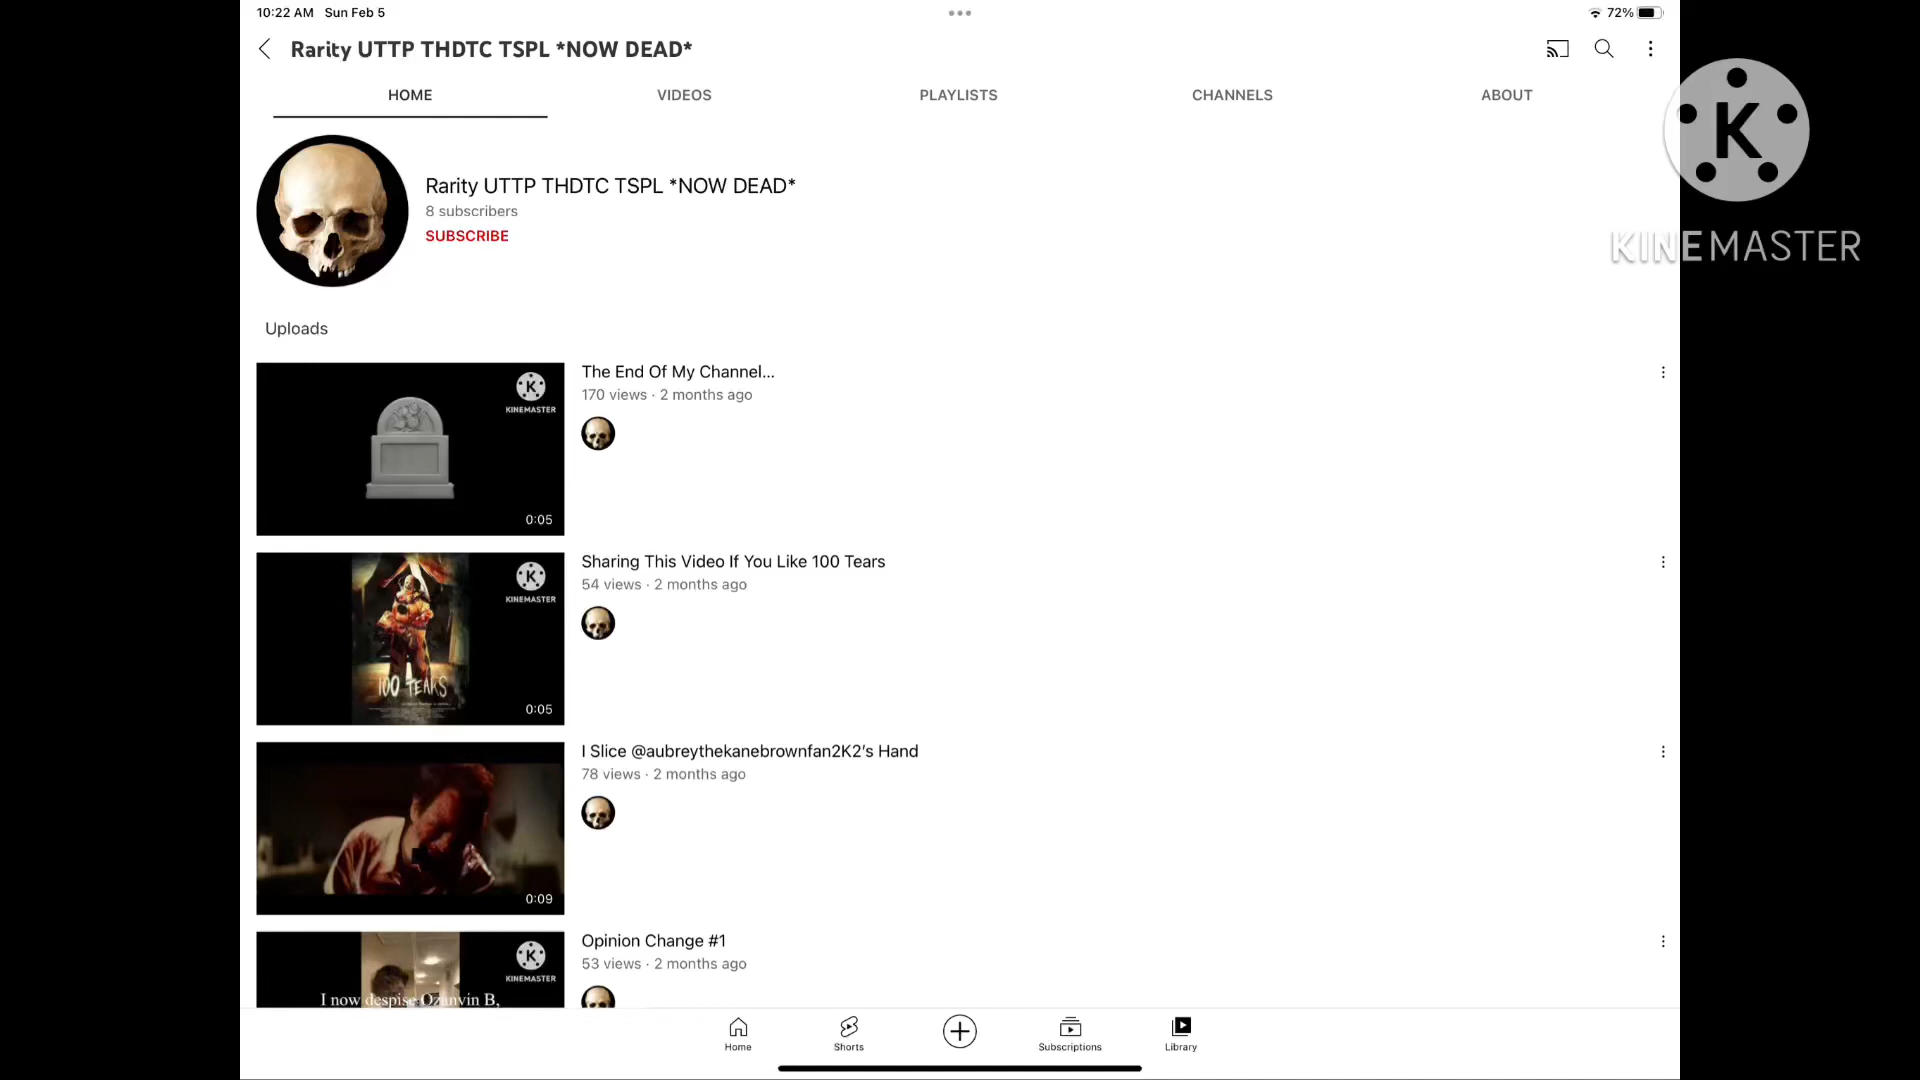 10:22 AM Sun Feb 5
72%
Rarity UTTP THDTC TSPL *NOW DEAD*
HOME VIDEOS PLAYLISTS CHANNELS ABOUT
K
KINEMASTER
Rarity UTTP THDTC TSPL *NOW DEAD*
8 subscribers
SUBSCRIBE
Uploads
K
KINEMASTER
0:05
The End Of My Channel...
170 views · 2 months ago
K
KINEMASTER
100 TEARS
0:05
Sharing This Video If You Like 100 Tears
54 views · 2 months ago
0:09
I Slice @aubreythekanebrownfan2K2's Hand
78 views · 2 months ago
K
KINEMASTER
I now despise Ozanvin B,
Opinion Change #1
53 views · 2 months ago
Home Shorts Subscriptions Library